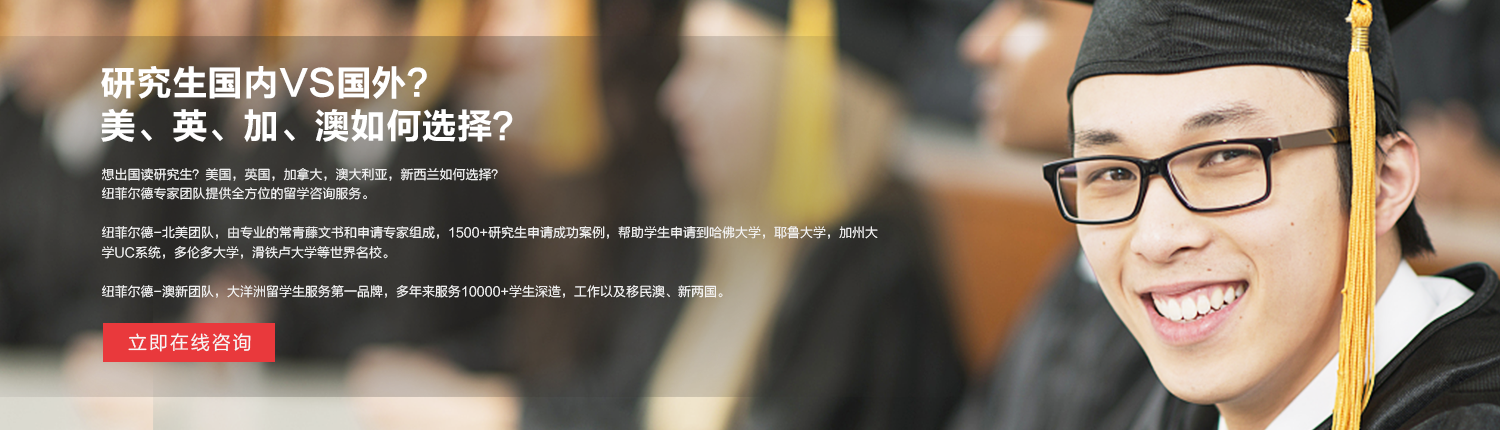 研究生国内VS国外？
美、英、加、澳如何选择？
想出国读研究生？美国，英国，加拿大，澳大利亚，新西兰如何选择？
纽菲尔德专家团队提供全方位的留学咨询服务。
纽菲尔德-北美团队，由专业的常青藤文书和申请专家组成，1500+研究生申请成功案例，帮助学生申请到哈佛大学，耶鲁大学，加州大
学UC系统，多伦多大学，滑铁卢大学等世界名校。
纽菲尔德-澳新团队，大洋洲留学生服务第一品牌，多年来服务10000+学生深造，工作以及移民澳、新两国。
立即在线咨询